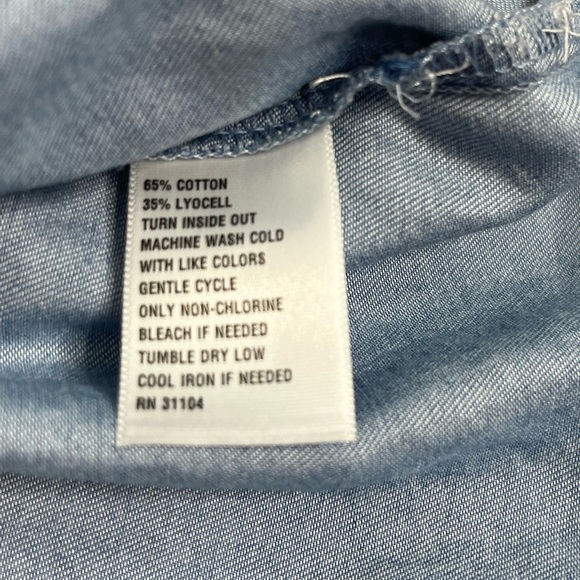 65% COTTON
35% LYOCELL
TURN INSIDE OUT
MACHINE WASH COLD
WITH LIKE COLORS
GENTLE CYCLE
ONLY NON-CHLORINE
BLEACH IF NEEDED
TUMBLE DRY LOW
COOL IRON IF NEEDED
RN 31104